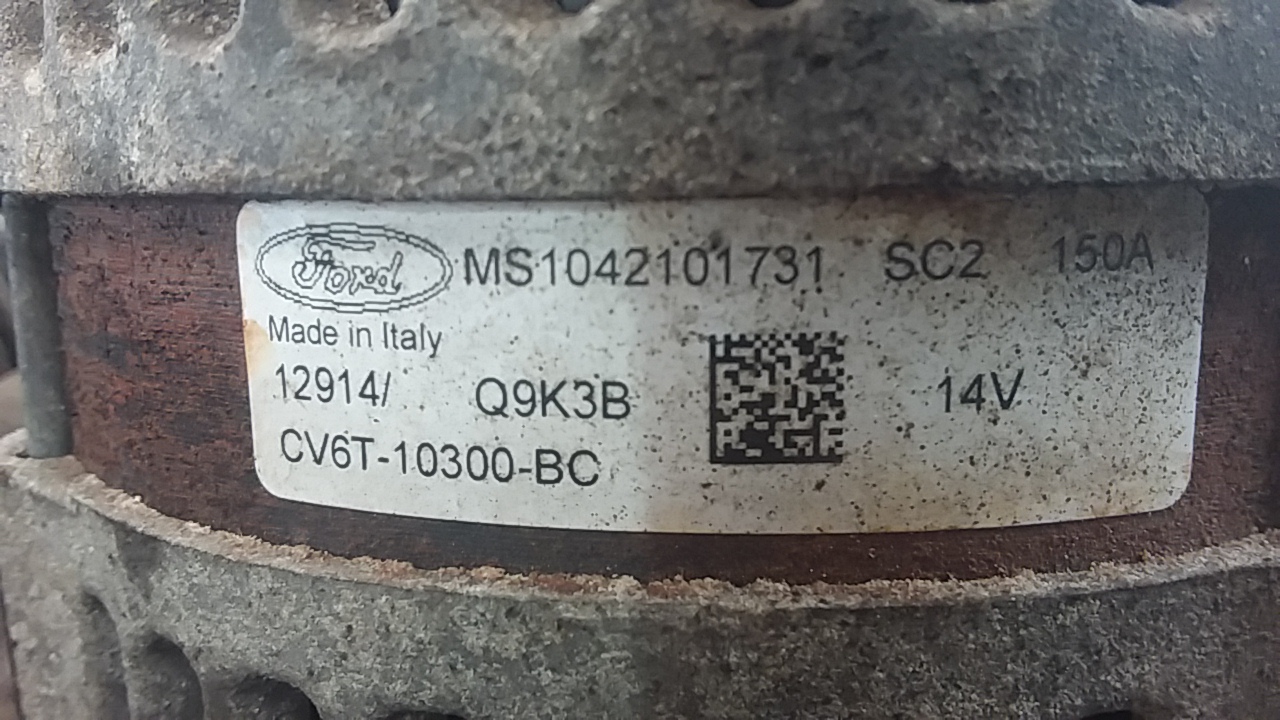 Ford MS1042101731 SC2 150A
Made in Italy
12914/ Q9K3B 14V
CV6T-10300-BC